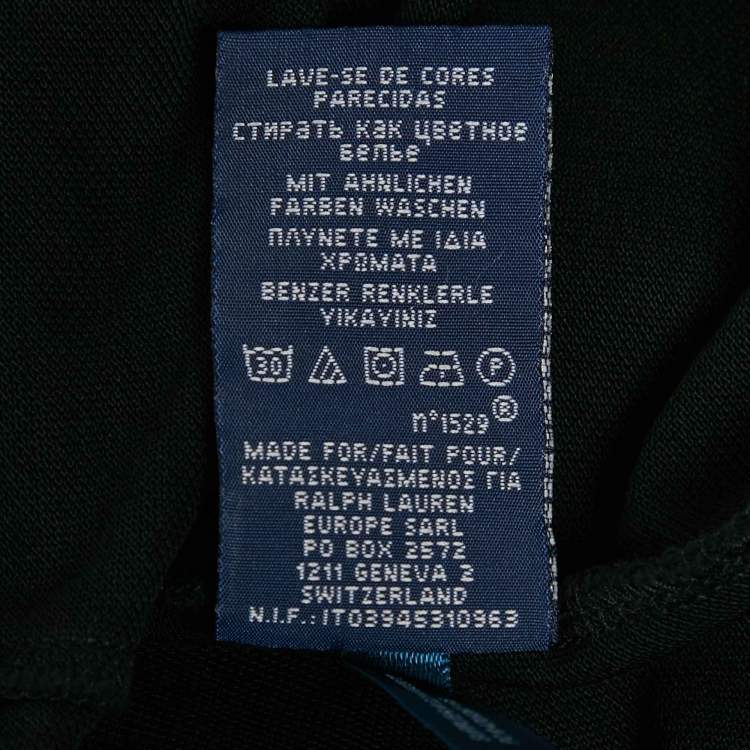 LAVE-SE DE CORES
PARECIDAS
СТИРАТЬ КАК ЦВЕТНОЕ
БЕЛЬЕ
MIT AHNLICHEN
FARBEN WASCHEN
ΠΛΥΝΕΤΕ ΜΕ ΙΔΙΑ
ΧΡΩΜΑΤΑ
BENZER RENKLERLE
YIKAYINIZ
30 P
n°1529®
MADE FOR/FAIT POUR/
ΚΑΤΑΣΚΕΥΑΣΜΕΝΟΣ ΓΙΑ
RALPH LAUREN
EUROPE SARL
PO BOX 2572
1211 GENEVA 2
SWITZERLAND
N.I.F.:IT03945310963